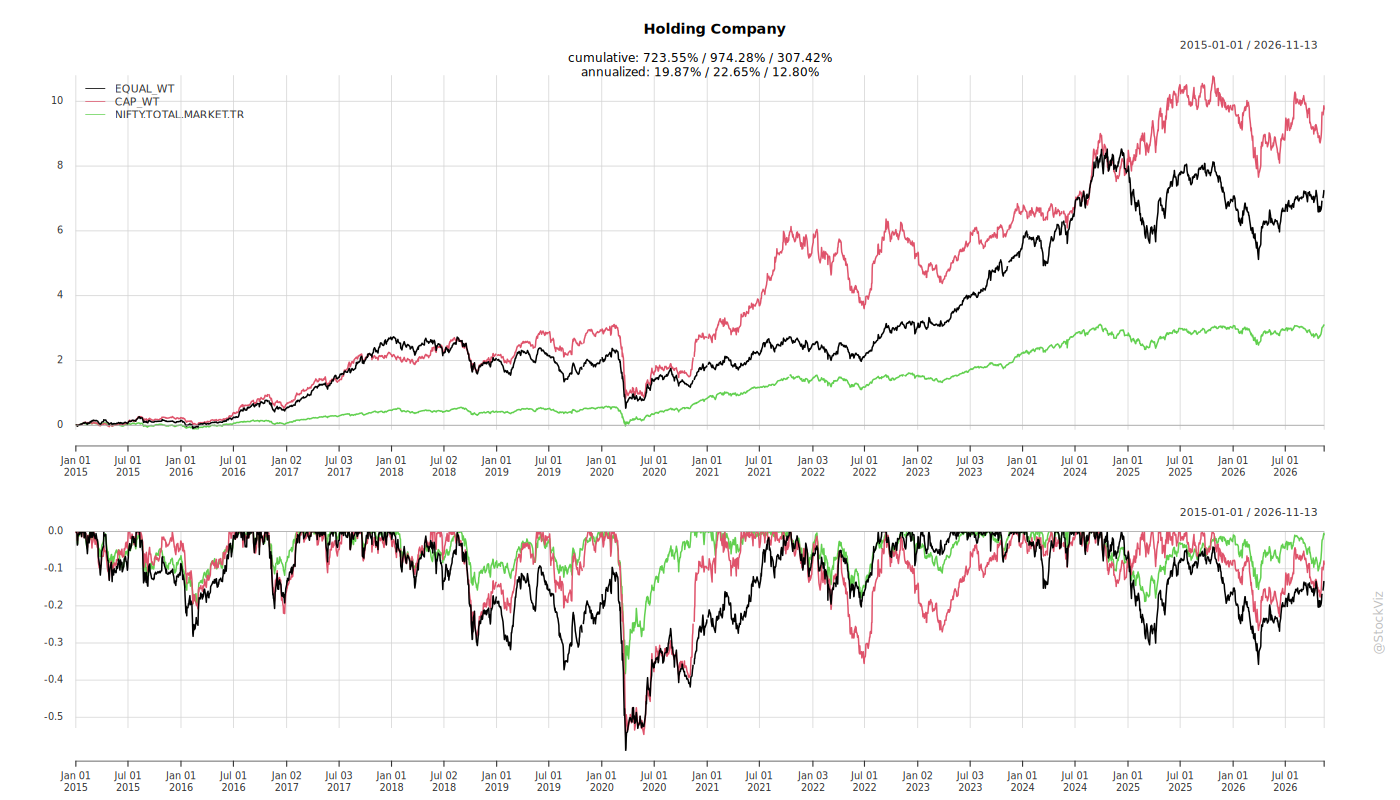 Holding Company
2015-01-01 / 2026-11-13
cumulative: 723.55% / 974.28% / 307.42%
annualized: 19.87% / 22.65% / 12.80%
EQUAL_WT
CAP_WT
NIFTY.TOTAL.MARKET.TR
10
8
6
4
2
0
Jan 01 Jul 01 Jan 01 Jul 01 Jan 02 Jul 03 Jan 01 Jul 02 Jan 01 Jul 01 Jan 01 Jul 01 Jan 01 Jul 01 Jan 03 Jul 01 Jan 02 Jul 03 Jan 01 Jul 01 Jan 01 Jul 01 Jan 01 Jul 01
2015 2015 2016 2016 2017 2017 2018 2018 2019 2019 2020 2020 2021 2021 2022 2022 2023 2023 2024 2024 2025 2025 2026 2026
2015-01-01 / 2026-11-13
0.0
-0.1
-0.2
-0.3
-0.4
-0.5
Jan 01 Jul 01 Jan 01 Jul 01 Jan 02 Jul 03 Jan 01 Jul 02 Jan 01 Jul 01 Jan 01 Jul 01 Jan 01 Jul 01 Jan 03 Jul 01 Jan 02 Jul 03 Jan 01 Jul 01 Jan 01 Jul 01 Jan 01 Jul 01
2015 2015 2016 2016 2017 2017 2018 2018 2019 2019 2020 2020 2021 2021 2022 2022 2023 2023 2024 2024 2025 2025 2026 2026
@StockViz